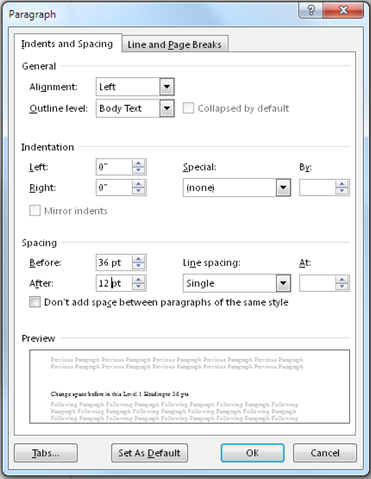 Paragraph
Indents and Spacing Line and Page Breaks
General
Alignment: Left
Outline level: Body Text Collapsed by default
Indentation
Left: 0" Special: By:
Right: 0" (none)
Mirror indents
Spacing
Before: 36 pt Line spacing: At:
After: 12 pt Single
Don't add space between paragraphs of the same style
Preview
Previous Paragraph Previous Paragraph Previous Paragraph Previous Paragraph Previous Paragraph
Previous Paragraph Previous Paragraph Previous Paragraph Previous Paragraph Previous Paragraph
Change space before in this Level 1 Heading to 36 pts
Following Paragraph Following Paragraph Following Paragraph Following Paragraph
Following Paragraph Following Paragraph Following Paragraph Following Paragraph
Following Paragraph Following Paragraph Following Paragraph Following Paragraph
Tabs... Set As Default OK Cancel